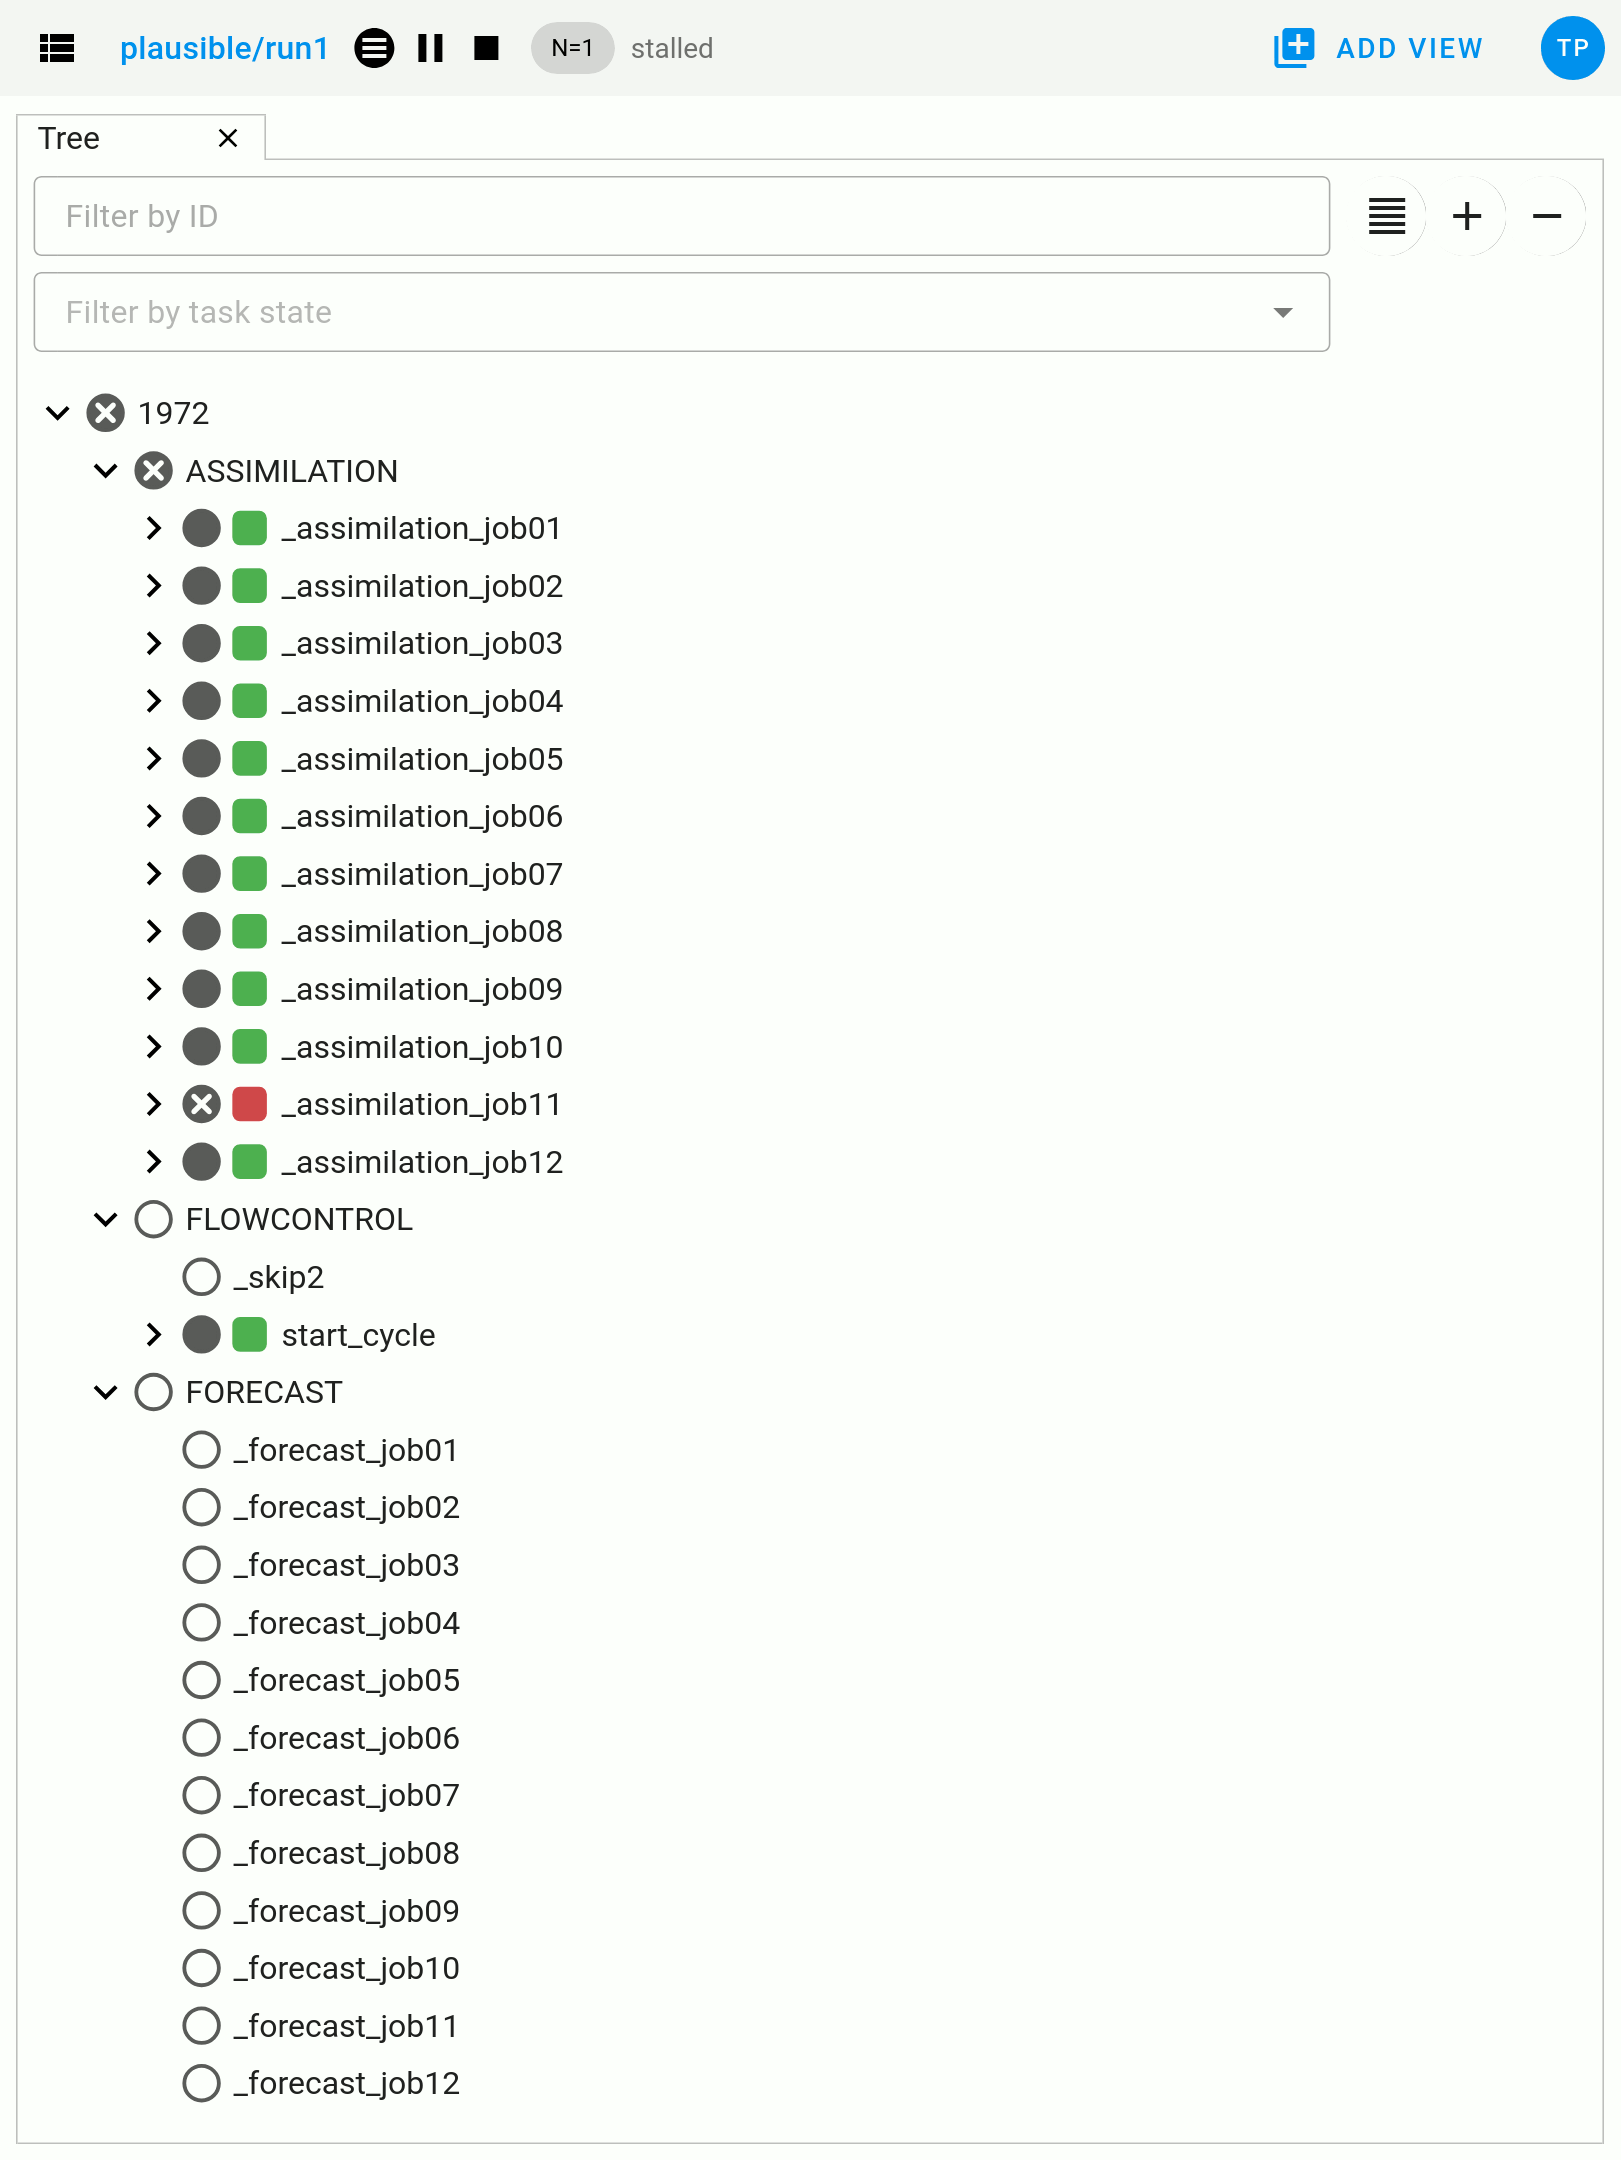 plausible/run1 N=1 stalled ADD VIEW TP
Tree
Filter by ID
Filter by task state
1972
ASSIMILATION
_assimilation_job01
_assimilation_job02
_assimilation_job03
_assimilation_job04
_assimilation_job05
_assimilation_job06
_assimilation_job07
_assimilation_job08
_assimilation_job09
_assimilation_job10
_assimilation_job11
_assimilation_job12
FLOWCONTROL
_skip2
start_cycle
FORECAST
_forecast_job01
_forecast_job02
_forecast_job03
_forecast_job04
_forecast_job05
_forecast_job06
_forecast_job07
_forecast_job08
_forecast_job09
_forecast_job10
_forecast_job11
_forecast_job12